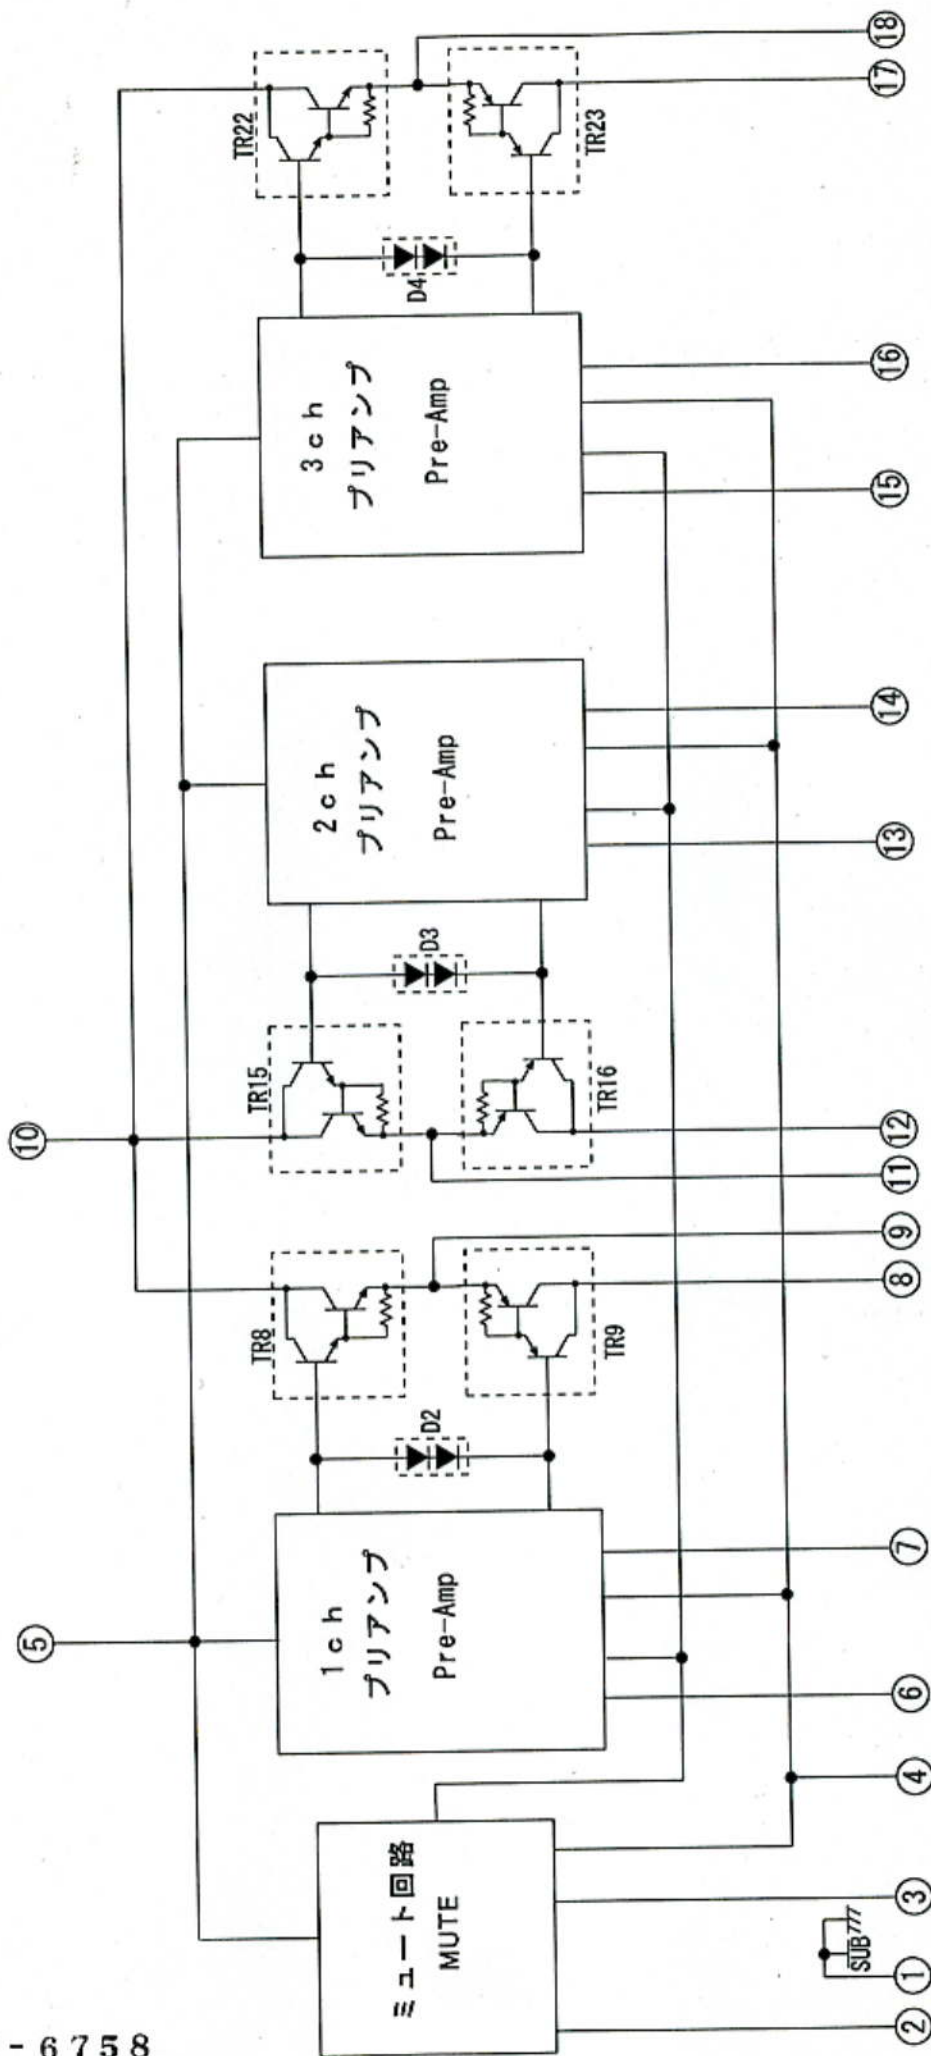 ⑱
⑰
TR22
TR23
D4
3ch
プリアンプ
Pre-Amp
⑯
⑮
2ch
プリアンプ
Pre-Amp
⑭
⑬
D3
TR15
TR16
⑩
⑫
⑪
⑨
⑧
TR8
TR9
D2
1ch
プリアンプ
Pre-Amp
⑦
⑥
⑤
④
ミュート回路
MUTE
③
SUB
①
②
-6758